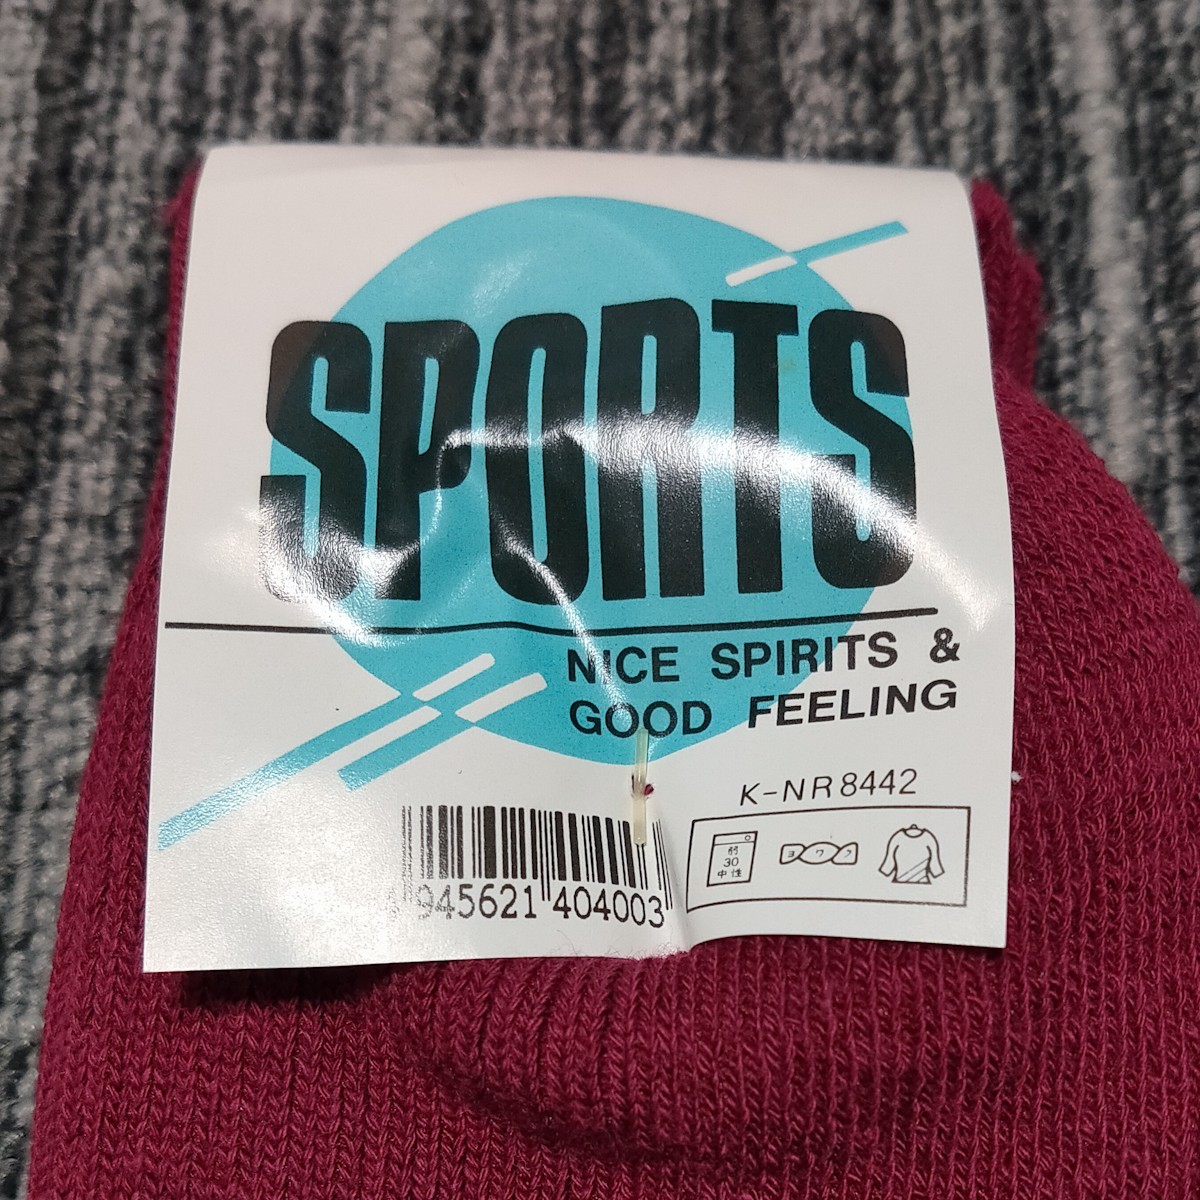 SPORTS
NICE SPIRITS &
GOOD FEELING
K-NR8442
30
中性
ヨワク
945621 404003